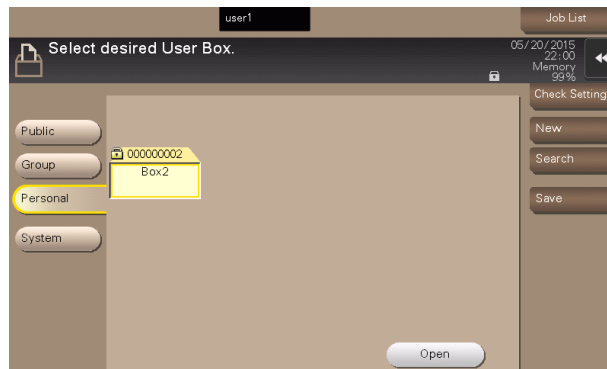 user1
Job List
Select desired User Box.
05/20/2015
22:00
Memory
99%
Check Setting
Public
New
000000002
Box2
Search
Group
Personal
Save
System
Open